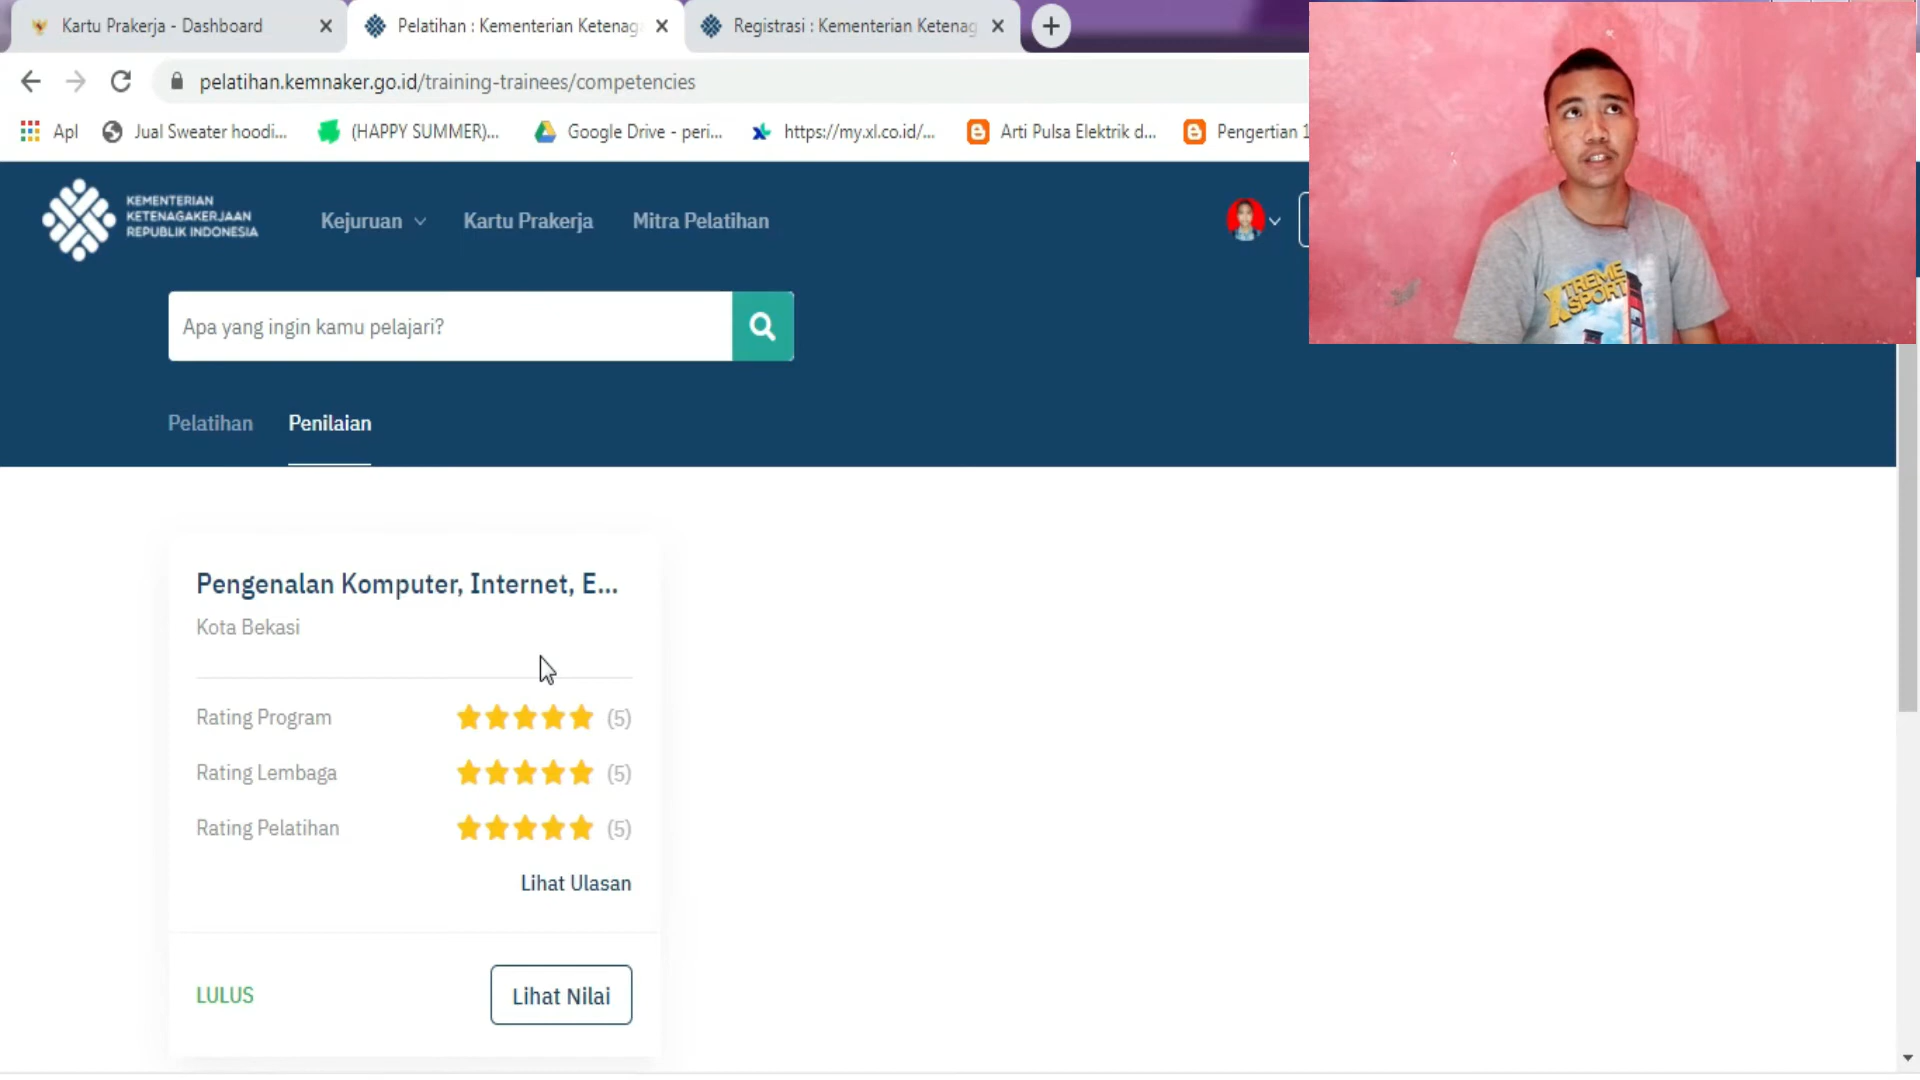 Kartu Prakerja - Dashboard
Pelatihan : Kementerian Ketenag
Registrasi : Kementerian Ketenag
pelatihan.kemnaker.go.id/training-trainees/competencies
Apl
Jual Sweater hoodi...
(HAPPY SUMMER)...
Google Drive - peri...
https://my.xl.co.id/...
Arti Pulsa Elektrik d...
Pengertian 1
KEMENTERIAN
KETENAGAKERJAAN
REPUBLIK INDONESIA
Kejuruan
Kartu Prakerja
Mitra Pelatihan
XTREME
SPORT
Apa yang ingin kamu pelajari?
Pelatihan
Penilaian
Pengenalan Komputer, Internet, E...
Kota Bekasi
Rating Program
(5)
Rating Lembaga
(5)
Rating Pelatihan
(5)
Lihat Ulasan
LULUS
Lihat Nilai